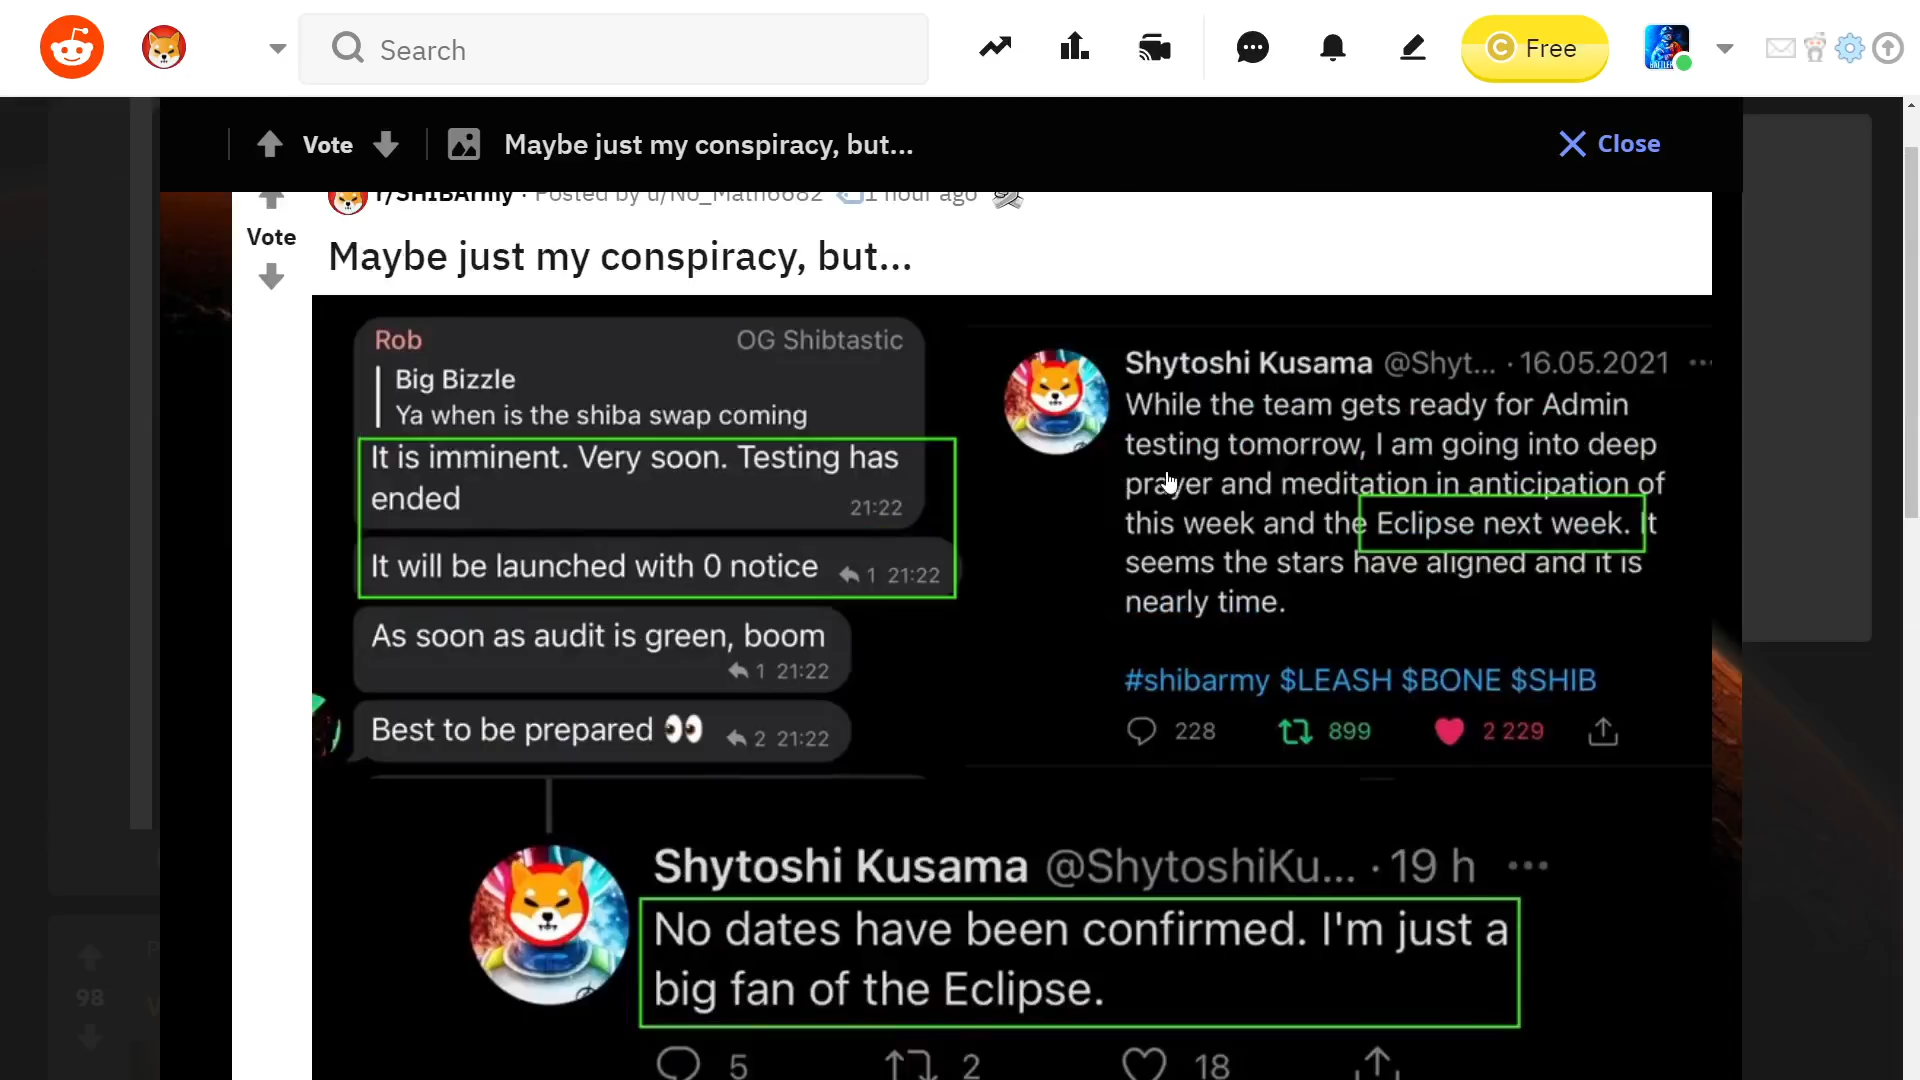 Search
Free
Vote
Maybe just my conspiracy, but...
Close
r/SHIBArmy · Posted by u/No_Math6682 1 hour ago
Vote
Maybe just my conspiracy, but...
Rob OG Shibtastic
Big Bizzle
Ya when is the shiba swap coming
It is imminent. Very soon. Testing has
ended 21:22
It will be launched with 0 notice 1 21:22
As soon as audit is green, boom
1 21:22
Best to be prepared 👀 2 21:22
Shytoshi Kusama @Shyt... · 16.05.2021 ...
While the team gets ready for Admin
testing tomorrow, I am going into deep
prayer and meditation in anticipation of
this week and the Eclipse next week. It
seems the stars have aligned and it is
nearly time.
#shibarmy $LEASH $BONE $SHIB
228 899 2 229
Shytoshi Kusama @ShytoshiKu... · 19 h ...
No dates have been confirmed. I'm just a
big fan of the Eclipse.
5 2 18
98